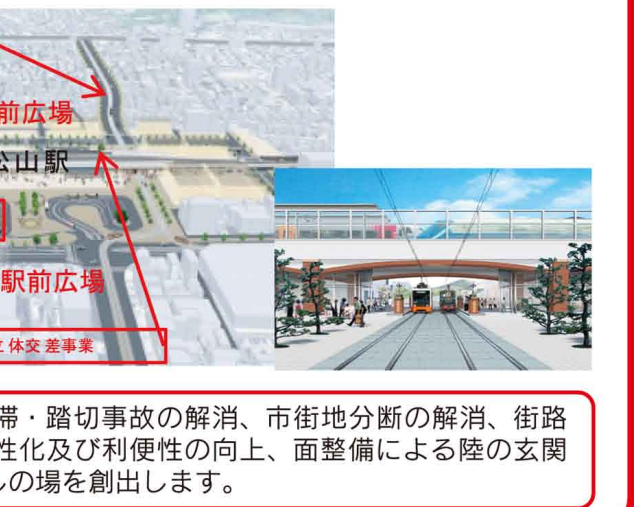 前広場
松山駅
駅前広場
立体交差事業
帯・踏切事故の解消、市街地分断の解消、街路
性化及び利便性の向上、面整備による陸の玄関
しの場を創出します。